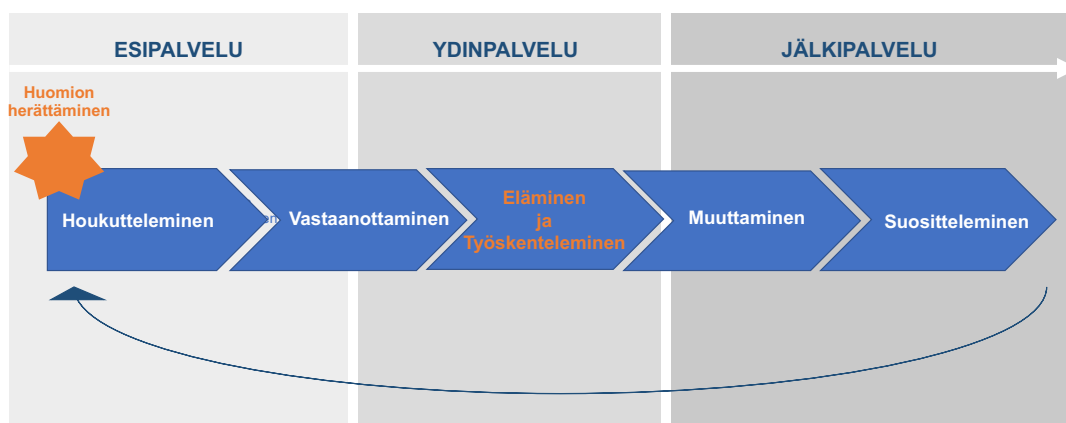 ESIPALVELU
YDINPALVELU
JÄLKIPALVELU
Huomion
herättäminen
Houkutteleminen
Vastaanottaminen
Eläminen
ja
Työskenteleminen
Muuttaminen
Suositteleminen